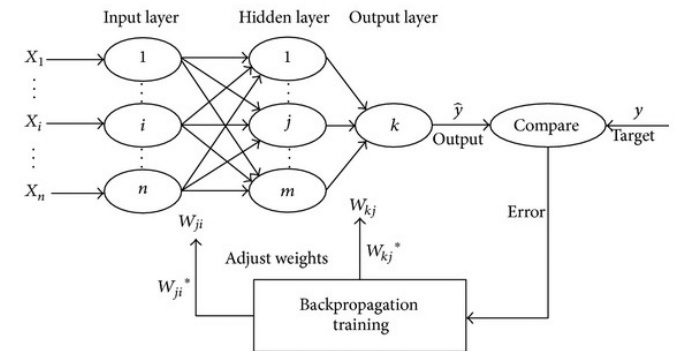 Input layer
Hidden layer
Output layer
X₁
1
1
⋮
Xᵢ
i
j
k
ŷ
Output
Compare
y
Target
⋮
Xₙ
n
m
Wⱼᵢ
Wₖⱼ
Error
Adjust weights
Wⱼᵢ*
Wₖⱼ*
Backpropagation
training